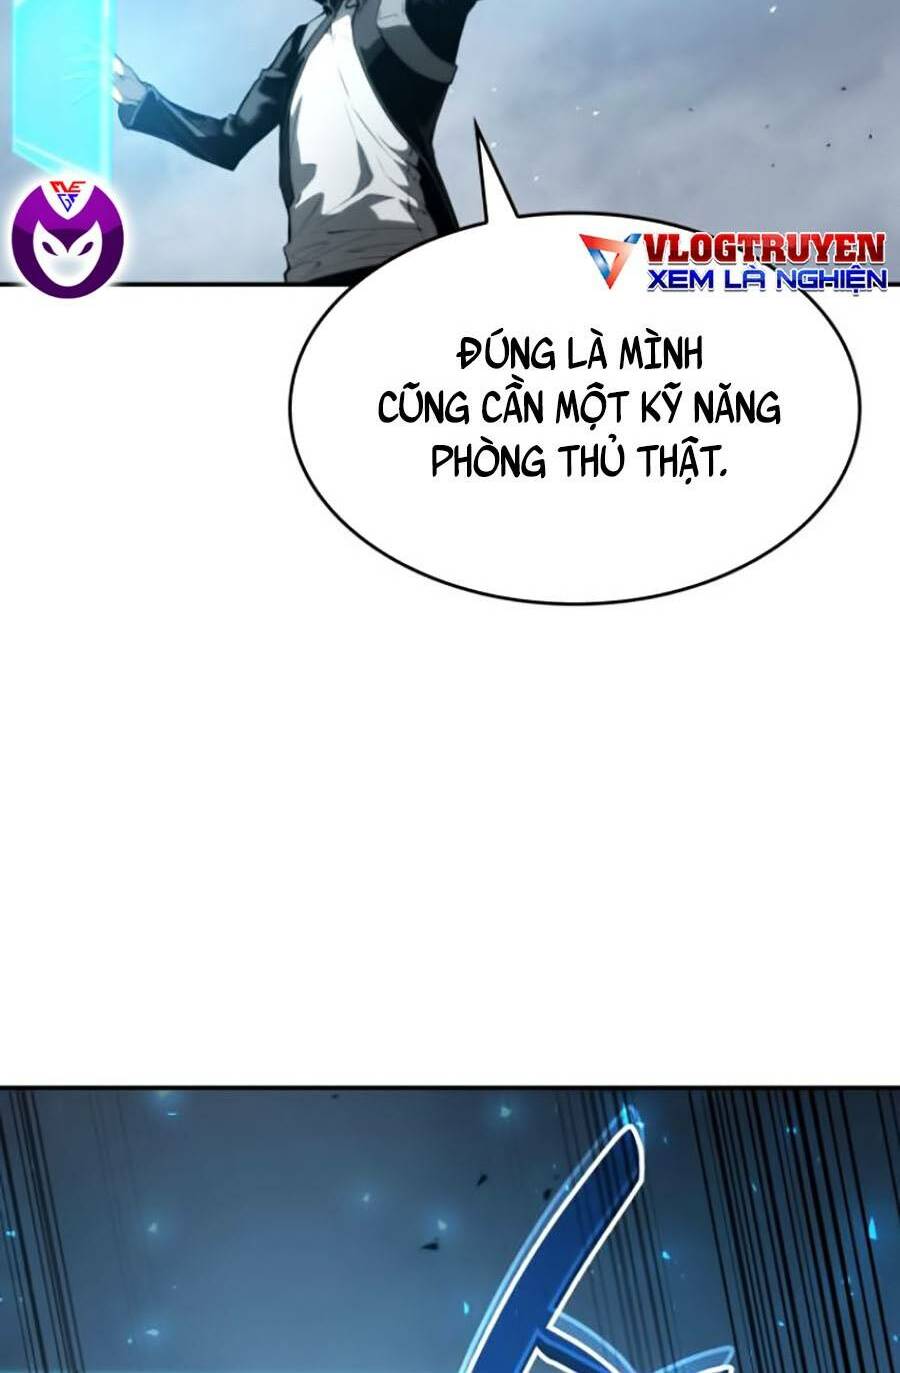 VLOGTRUYEN
XEM LÀ NGHIỆN
ĐÚNG LÀ MÌNH
CŨNG CẦN MỘT KỸ NĂNG
PHÒNG THỦ THẬT.